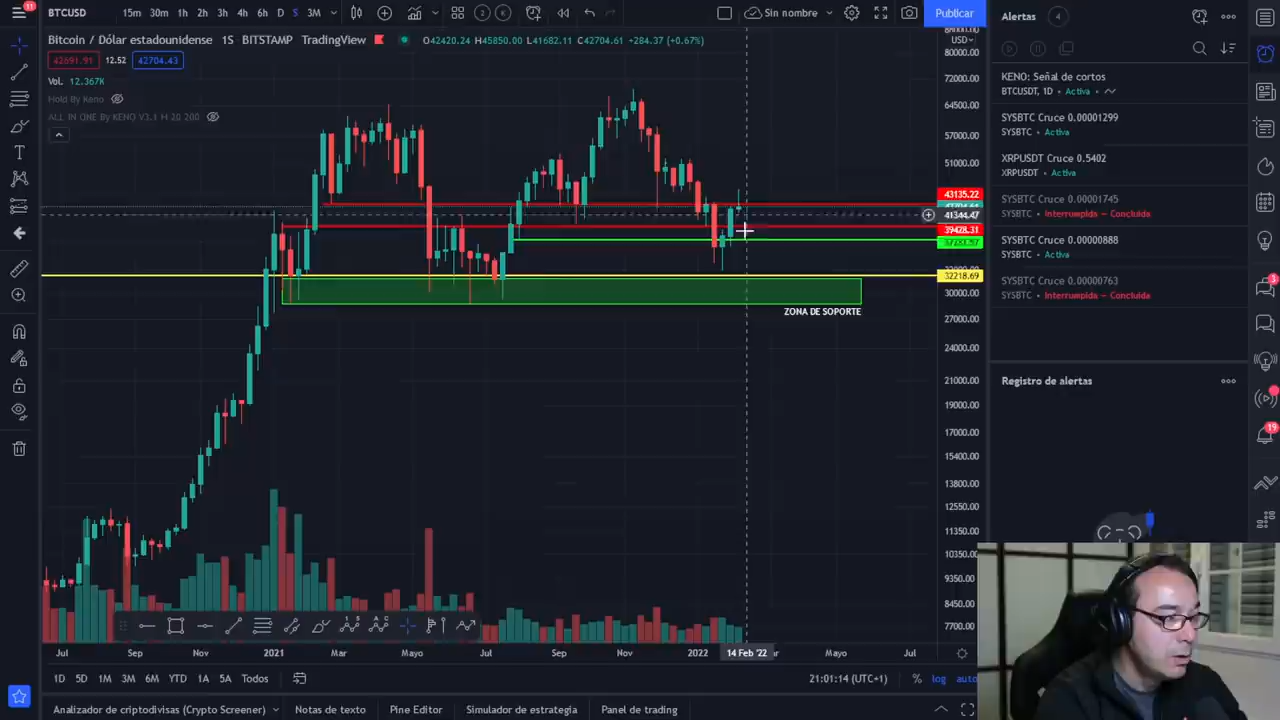 11
BTCUSD 15m 30m 1h 2h 3h 4h 6h D S 3M Sin nombre Publicar
Bitcoin / Dólar estadounidense 1S BITSTAMP TradingView O42420.24 H45850.00 L41682.11 C42704.61 +284.37 (+0.67%)
42691.91 12.52 42704.43
Vol. 12.367K
Hold By Keno
ALL IN ONE By KENO V3.1 H 20 200
ZONA DE SOPORTE
USD
80000.00
72000.00
64500.00
57000.00
51000.00
43135.22
41344.47
39428.31
32218.69
30000.00
27000.00
24000.00
21000.00
19000.00
17000.00
15400.00
13800.00
12550.00
11350.00
10350.00
9350.00
8450.00
7700.00
Jul Sep Nov 2021 Mar Mayo Jul Sep Nov 2022 14 Feb '22 Mayo Jul
1D 5D 1M 3M 6M YTD 1A 5A Todos 21:01:14 (UTC+1) % log auto
Analizador de criptodivisas (Crypto Screener) Notas de texto Pine Editor Simulador de estrategia Panel de trading
Alertas 4
KENO: Señal de cortos
BTCUSDT, 1D • Activa •
SYSBTC Cruce 0.00001299
SYSBTC • Activa
XRPUSDT Cruce 0.5402
XRPUSDT • Activa
SYSBTC Cruce 0.00001745
SYSBTC • Interrumpida — Concluida
SYSBTC Cruce 0.00000888
SYSBTC • Activa
SYSBTC Cruce 0.00000763
SYSBTC • Interrumpida — Concluida
Registro de alertas
3
19